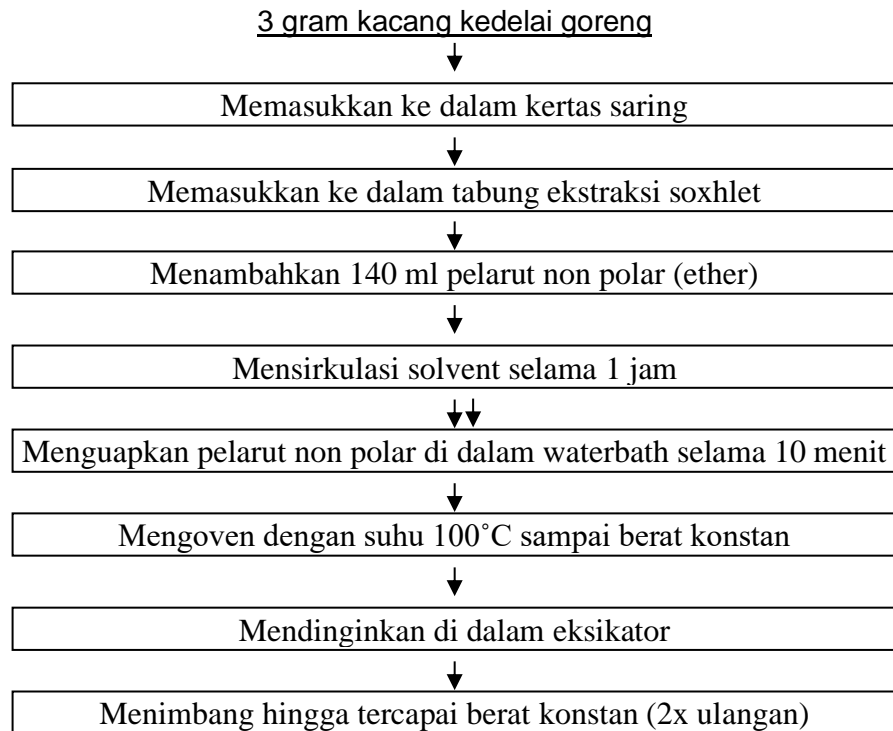 3 gram kacang kedelai goreng
Memasukkan ke dalam kertas saring
Memasukkan ke dalam tabung ekstraksi soxhlet
Menambahkan 140 ml pelarut non polar (ether)
Mensirkulasi solvent selama 1 jam
Menguapkan pelarut non polar di dalam waterbath selama 10 menit
Mengoven dengan suhu 100˚C sampai berat konstan
Mendinginkan di dalam eksikator
Menimbang hingga tercapai berat konstan (2x ulangan)